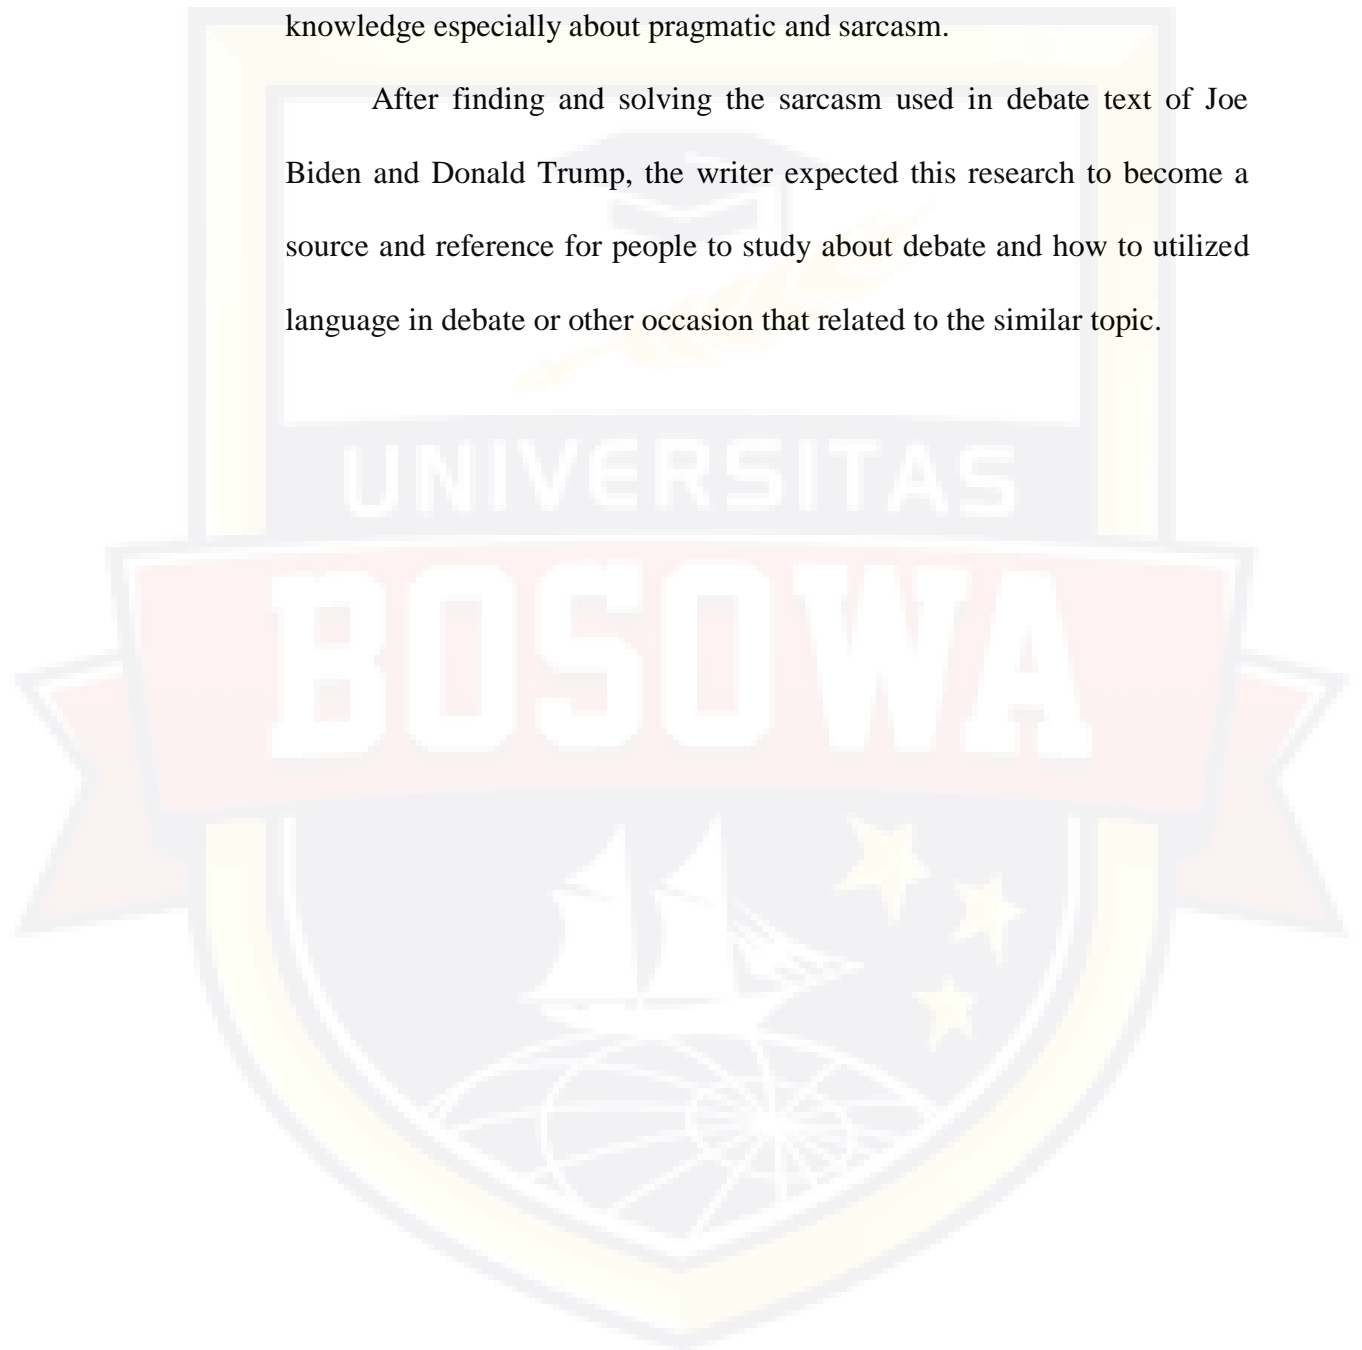 knowledge especially about pragmatic and sarcasm.
After finding and solving the sarcasm used in debate text of Joe
Biden and Donald Trump, the writer expected this research to become a
source and reference for people to study about debate and how to utilized
language in debate or other occasion that related to the similar topic.
UNIVERSITAS
BOSOWA